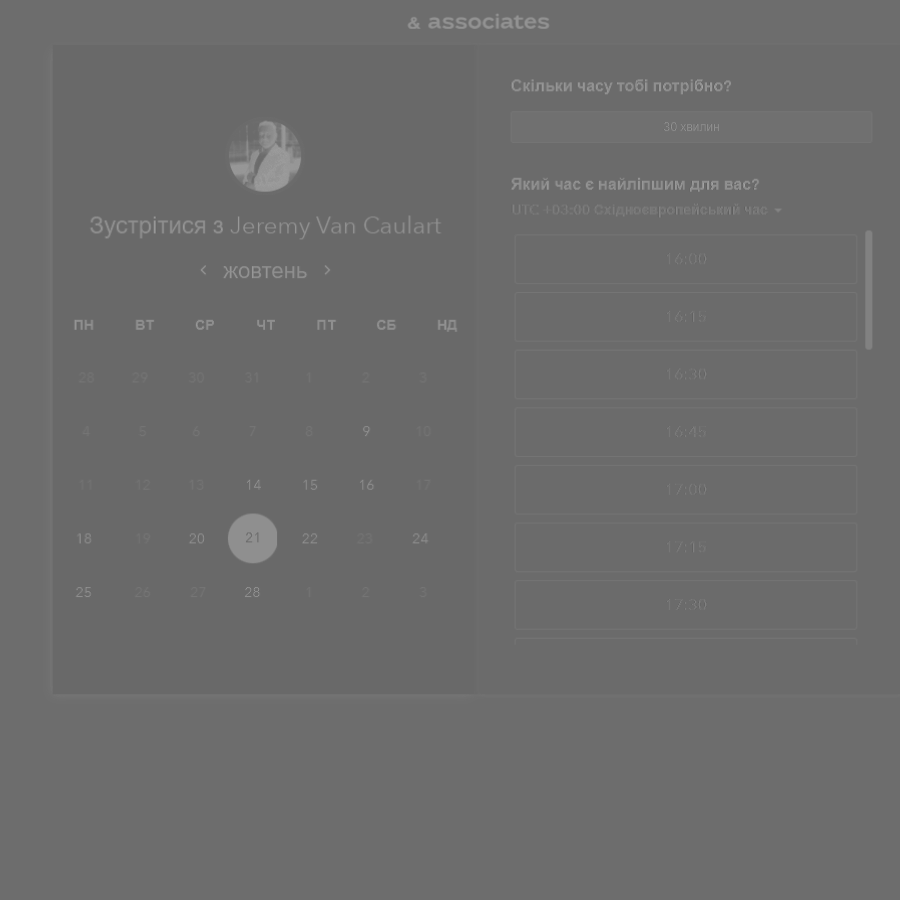 & associates
Зустрітися з Jeremy Van Caulart
жовтень
ПН ВТ СР ЧТ ПТ СБ НД
28 29 30 31 1 2 3
4 5 6 7 8 9 10
11 12 13 14 15 16 17
18 19 20 21 22 23 24
25 26 27 28 1 2 3
Скільки часу тобі потрібно?
30 хвилин
Який час є найліпшим для вас?
UTC +03:00 Східноєвропейський час
16:00
16:15
16:30
16:45
17:00
17:15
17:30